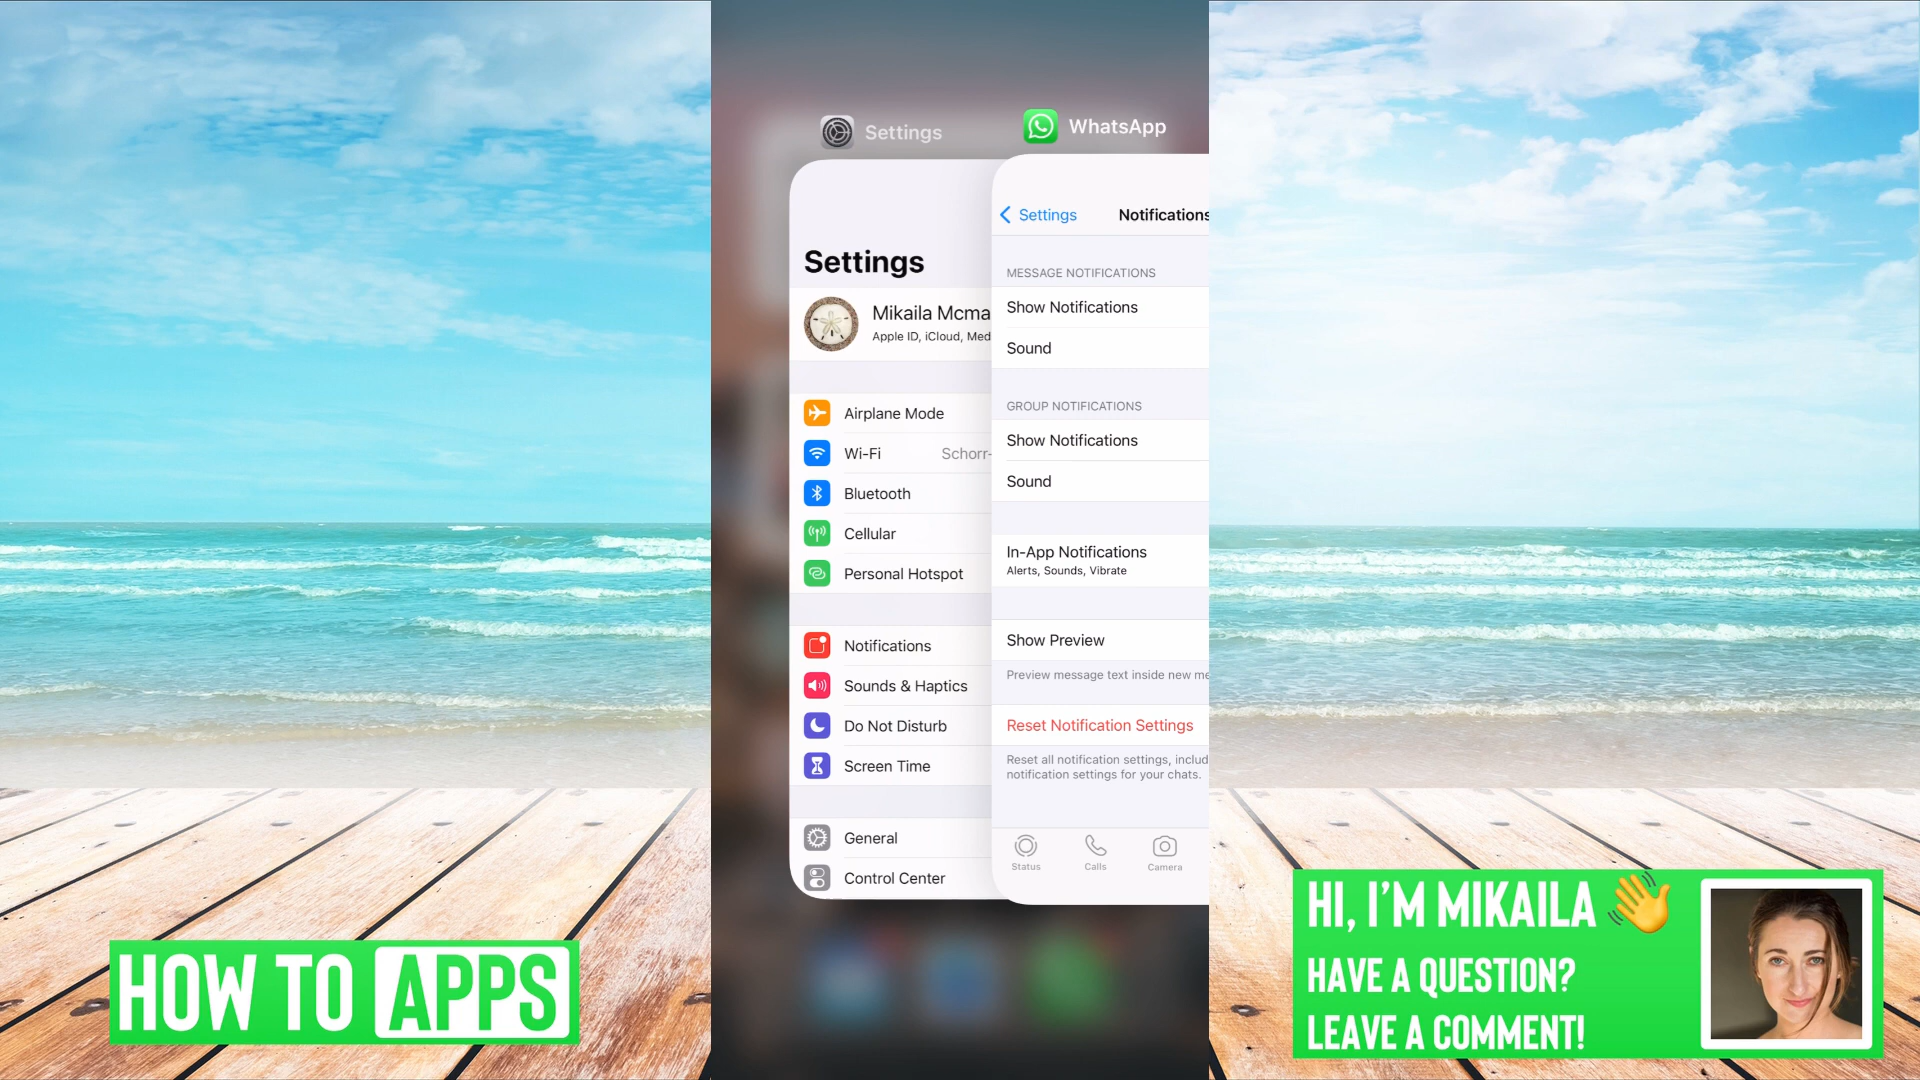 Settings
WhatsApp
Settings
Mikaila Mcma
Apple ID, iCloud, Med
Airplane Mode
Wi-Fi
Schorr-
Bluetooth
Cellular
Personal Hotspot
Notifications
Sounds & Haptics
Do Not Disturb
Screen Time
General
Control Center
Settings
Notifications
MESSAGE NOTIFICATIONS
Show Notifications
Sound
GROUP NOTIFICATIONS
Show Notifications
Sound
In-App Notifications
Alerts, Sounds, Vibrate
Show Preview
Preview message text inside new me
Reset Notification Settings
Reset all notification settings, includ
notification settings for your chats.
Status
Calls
Camera
HOW TO APPS
HI, I'M MIKAILA
HAVE A QUESTION?
LEAVE A COMMENT!